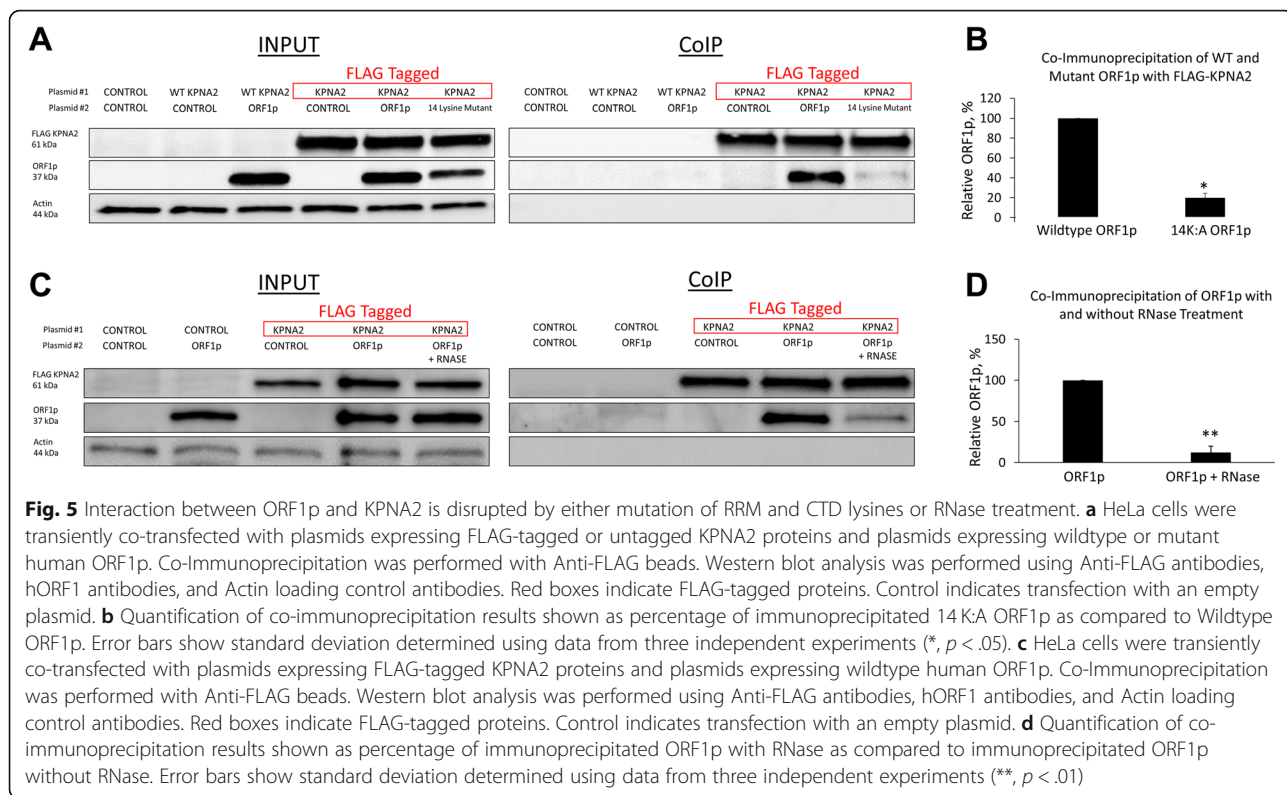 A
INPUT
CoIP
FLAG Tagged
FLAG Tagged
Plasmid #1 CONTROL WT KPNA2 WT KPNA2 KPNA2 KPNA2 KPNA2
CONTROL WT KPNA2 WT KPNA2 KPNA2 KPNA2 KPNA2
Plasmid #2 CONTROL CONTROL ORF1p CONTROL ORF1p 14 Lysine Mutant
CONTROL CONTROL ORF1p CONTROL ORF1p 14 Lysine Mutant
FLAG KPNA2
61 kDa
ORF1p
37 kDa
Actin
44 kDa
B
Co-Immunoprecipitation of WT and
Mutant ORF1p with FLAG-KPNA2
Relative ORF1p, %
120
100
80
60
40
20
0
*
Wildtype ORF1p 14K:A ORF1p
C
INPUT
CoIP
FLAG Tagged
FLAG Tagged
Plasmid #1 CONTROL CONTROL KPNA2 KPNA2 KPNA2
CONTROL CONTROL KPNA2 KPNA2 KPNA2
Plasmid #2 CONTROL ORF1p CONTROL ORF1p ORF1p
+ RNASE
CONTROL ORF1p CONTROL ORF1p ORF1p
+ RNASE
FLAG KPNA2
61 kDa
ORF1p
37 kDa
Actin
44 kDa
D
Co-Immunoprecipitation of ORF1p with
and without RNase Treatment
Relative ORF1p, %
150
100
50
0
**
ORF1p ORF1p + RNase
Fig. 5 Interaction between ORF1p and KPNA2 is disrupted by either mutation of RRM and CTD lysines or RNase treatment. a HeLa cells were
transiently co-transfected with plasmids expressing FLAG-tagged or untagged KPNA2 proteins and plasmids expressing wildtype or mutant
human ORF1p. Co-Immunoprecipitation was performed with Anti-FLAG beads. Western blot analysis was performed using Anti-FLAG antibodies,
hORF1 antibodies, and Actin loading control antibodies. Red boxes indicate FLAG-tagged proteins. Control indicates transfection with an empty
plasmid. b Quantification of co-immunoprecipitation results shown as percentage of immunoprecipitated 14 K:A ORF1p as compared to Wildtype
ORF1p. Error bars show standard deviation determined using data from three independent experiments (*, p < .05). c HeLa cells were transiently
co-transfected with plasmids expressing FLAG-tagged KPNA2 proteins and plasmids expressing wildtype human ORF1p. Co-Immunoprecipitation
was performed with Anti-FLAG beads. Western blot analysis was performed using Anti-FLAG antibodies, hORF1 antibodies, and Actin loading
control antibodies. Red boxes indicate FLAG-tagged proteins. Control indicates transfection with an empty plasmid. d Quantification of co-
immunoprecipitation results shown as percentage of immunoprecipitated ORF1p with RNase as compared to immunoprecipitated ORF1p
without RNase. Error bars show standard deviation determined using data from three independent experiments (**, p < .01)